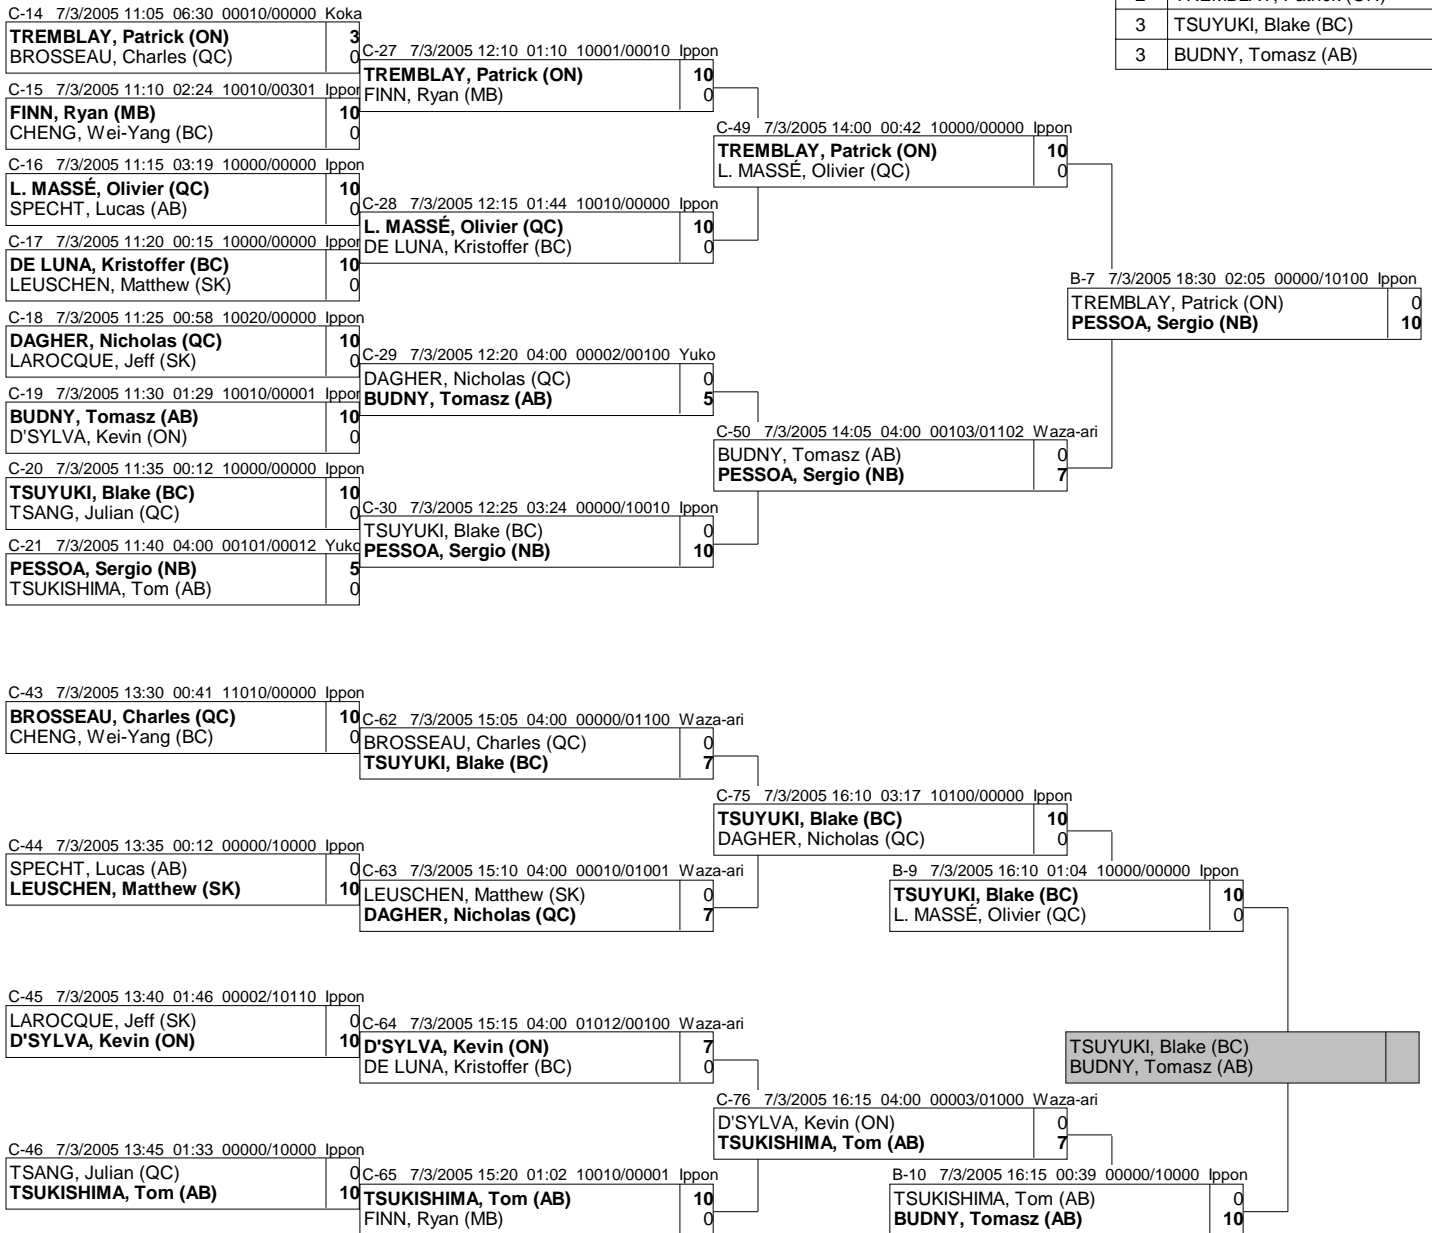 C-14 7/3/2005 11:05 06:30 00010/00000 Koka
TREMBLAY, Patrick (ON) 3
BROSSEAU, Charles (QC) 0
C-15 7/3/2005 11:10 02:24 10010/00301 Ippon
FINN, Ryan (MB) 10
CHENG, Wei-Yang (BC) 0
C-16 7/3/2005 11:15 03:19 10000/00000 Ippon
L. MASSÉ, Olivier (QC) 10
SPECHT, Lucas (AB) 0
C-17 7/3/2005 11:20 00:15 10000/00000 Ippon
DE LUNA, Kristoffer (BC) 10
LEUSCHEN, Matthew (SK) 0
C-18 7/3/2005 11:25 00:58 10020/00000 Ippon
DAGHER, Nicholas (QC) 10
LAROCQUE, Jeff (SK) 0
C-19 7/3/2005 11:30 01:29 10010/00001 Ippon
BUDNY, Tomasz (AB) 10
D'SYLVA, Kevin (ON) 0
C-20 7/3/2005 11:35 00:12 10000/00000 Ippon
TSUYUKI, Blake (BC) 10
TSANG, Julian (QC) 0
C-21 7/3/2005 11:40 04:00 00101/00012 Yuko
PESSOA, Sergio (NB) 5
TSUKISHIMA, Tom (AB) 0
C-27 7/3/2005 12:10 01:10 10001/00010 Ippon
TREMBLAY, Patrick (ON) 10
FINN, Ryan (MB) 0
C-28 7/3/2005 12:15 01:44 10010/00000 Ippon
L. MASSÉ, Olivier (QC) 10
DE LUNA, Kristoffer (BC) 0
C-29 7/3/2005 12:20 04:00 00002/00100 Yuko
DAGHER, Nicholas (QC) 0
BUDNY, Tomasz (AB) 5
C-30 7/3/2005 12:25 03:24 00000/10010 Ippon
TSUYUKI, Blake (BC) 0
PESSOA, Sergio (NB) 10
C-49 7/3/2005 14:00 00:42 10000/00000 Ippon
TREMBLAY, Patrick (ON) 10
L. MASSÉ, Olivier (QC) 0
C-50 7/3/2005 14:05 04:00 00103/01102 Waza-ari
BUDNY, Tomasz (AB) 0
PESSOA, Sergio (NB) 7
3 TSUYUKI, Blake (BC)
3 BUDNY, Tomasz (AB)
B-7 7/3/2005 18:30 02:05 00000/10100 Ippon
TREMBLAY, Patrick (ON) 0
PESSOA, Sergio (NB) 10
C-43 7/3/2005 13:30 00:41 11010/00000 Ippon
BROSSEAU, Charles (QC) 10
CHENG, Wei-Yang (BC) 0
C-44 7/3/2005 13:35 00:12 00000/10000 Ippon
SPECHT, Lucas (AB) 0
LEUSCHEN, Matthew (SK) 10
C-45 7/3/2005 13:40 01:46 00002/10110 Ippon
LAROCQUE, Jeff (SK) 0
D'SYLVA, Kevin (ON) 10
C-46 7/3/2005 13:45 01:33 00000/10000 Ippon
TSANG, Julian (QC) 0
TSUKISHIMA, Tom (AB) 10
C-62 7/3/2005 15:05 04:00 00000/01100 Waza-ari
BROSSEAU, Charles (QC) 0
TSUYUKI, Blake (BC) 7
C-63 7/3/2005 15:10 04:00 00010/01001 Waza-ari
LEUSCHEN, Matthew (SK) 0
DAGHER, Nicholas (QC) 7
C-64 7/3/2005 15:15 04:00 01012/00100 Waza-ari
D'SYLVA, Kevin (ON) 7
DE LUNA, Kristoffer (BC) 0
C-65 7/3/2005 15:20 01:02 10010/00001 Ippon
TSUKISHIMA, Tom (AB) 10
FINN, Ryan (MB) 0
C-75 7/3/2005 16:10 03:17 10100/00000 Ippon
TSUYUKI, Blake (BC) 10
DAGHER, Nicholas (QC) 0
C-76 7/3/2005 16:15 04:00 00003/01000 Waza-ari
D'SYLVA, Kevin (ON) 0
TSUKISHIMA, Tom (AB) 7
B-9 7/3/2005 16:10 01:04 10000/00000 Ippon
TSUYUKI, Blake (BC) 10
L. MASSÉ, Olivier (QC) 0
B-10 7/3/2005 16:15 00:39 00000/10000 Ippon
TSUKISHIMA, Tom (AB) 0
BUDNY, Tomasz (AB) 10
TSUYUKI, Blake (BC)
BUDNY, Tomasz (AB)